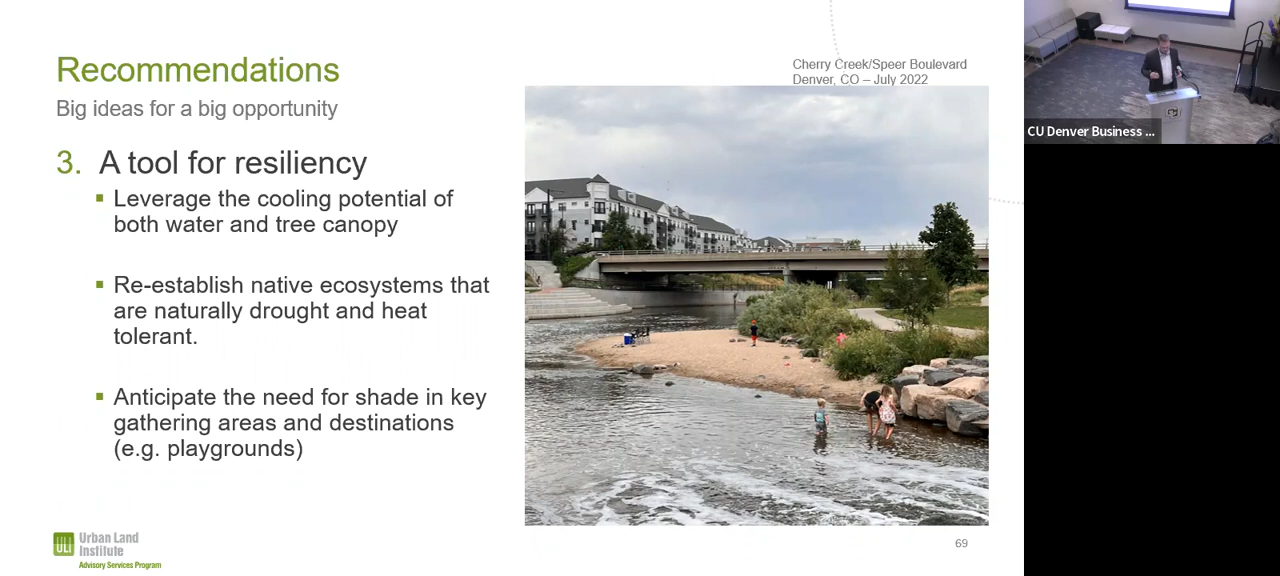 Recommendations
Big ideas for a big opportunity
Cherry Creek/Speer Boulevard
Denver, CO – July 2022
3. A tool for resiliency
▪ Leverage the cooling potential of
both water and tree canopy
▪ Re-establish native ecosystems that
are naturally drought and heat
tolerant.
▪ Anticipate the need for shade in key
gathering areas and destinations
(e.g. playgrounds)
ULI Urban Land
Institute
Advisory Services Program
69
CU Denver Business ...